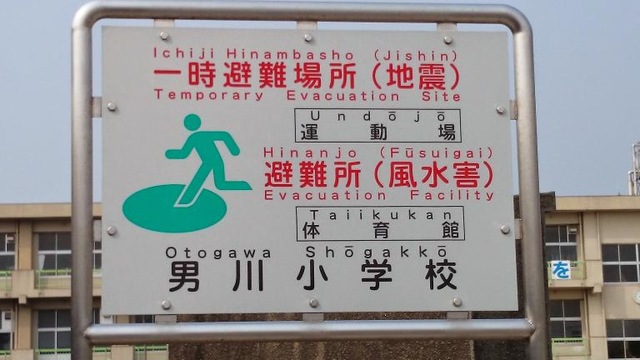 Ichiji Hinambasho (Jishin)
一時避難場所(地震)
Temporary Evacuation Site
Undōjō
運動場
Hinanjo (Fūsuigai)
避難所(風水害)
Evacuation Facility
Taiikukan
体育館
Otogawa Shōgakkō
男川小学校
を